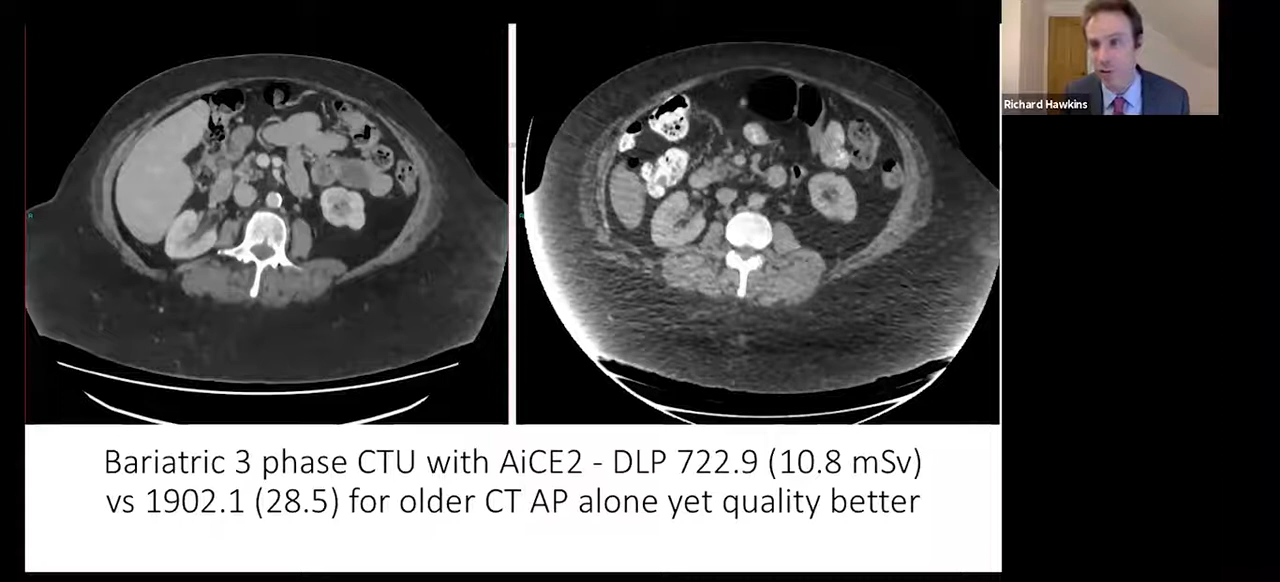 Richard Hawkins
Bariatric 3 phase CTU with AiCE2 - DLP 722.9 (10.8 mSv)
vs 1902.1 (28.5) for older CT AP alone yet quality better